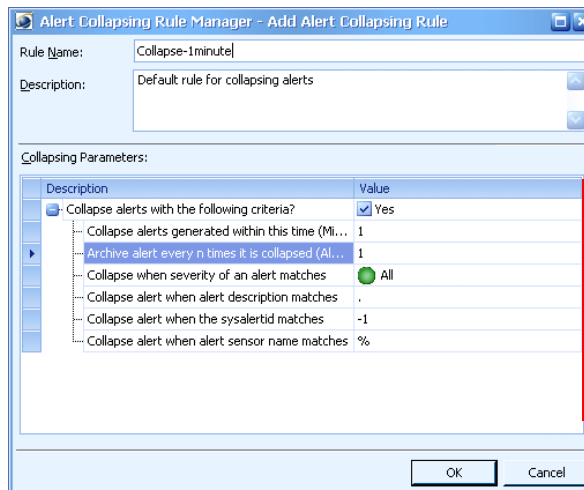 Alert Collapsing Rule Manager - Add Alert Collapsing Rule
Rule Name: Collapse-1minute
Description: Default rule for collapsing alerts
Collapsing Parameters:
Description Value
Collapse alerts with the following criteria? Yes
Collapse alerts generated within this time (Mi... 1
Archive alert every n times it is collapsed (Al... 1
Collapse when severity of an alert matches All
Collapse alert when alert description matches .
Collapse alert when the sysalertid matches -1
Collapse alert when alert sensor name matches %
OK Cancel